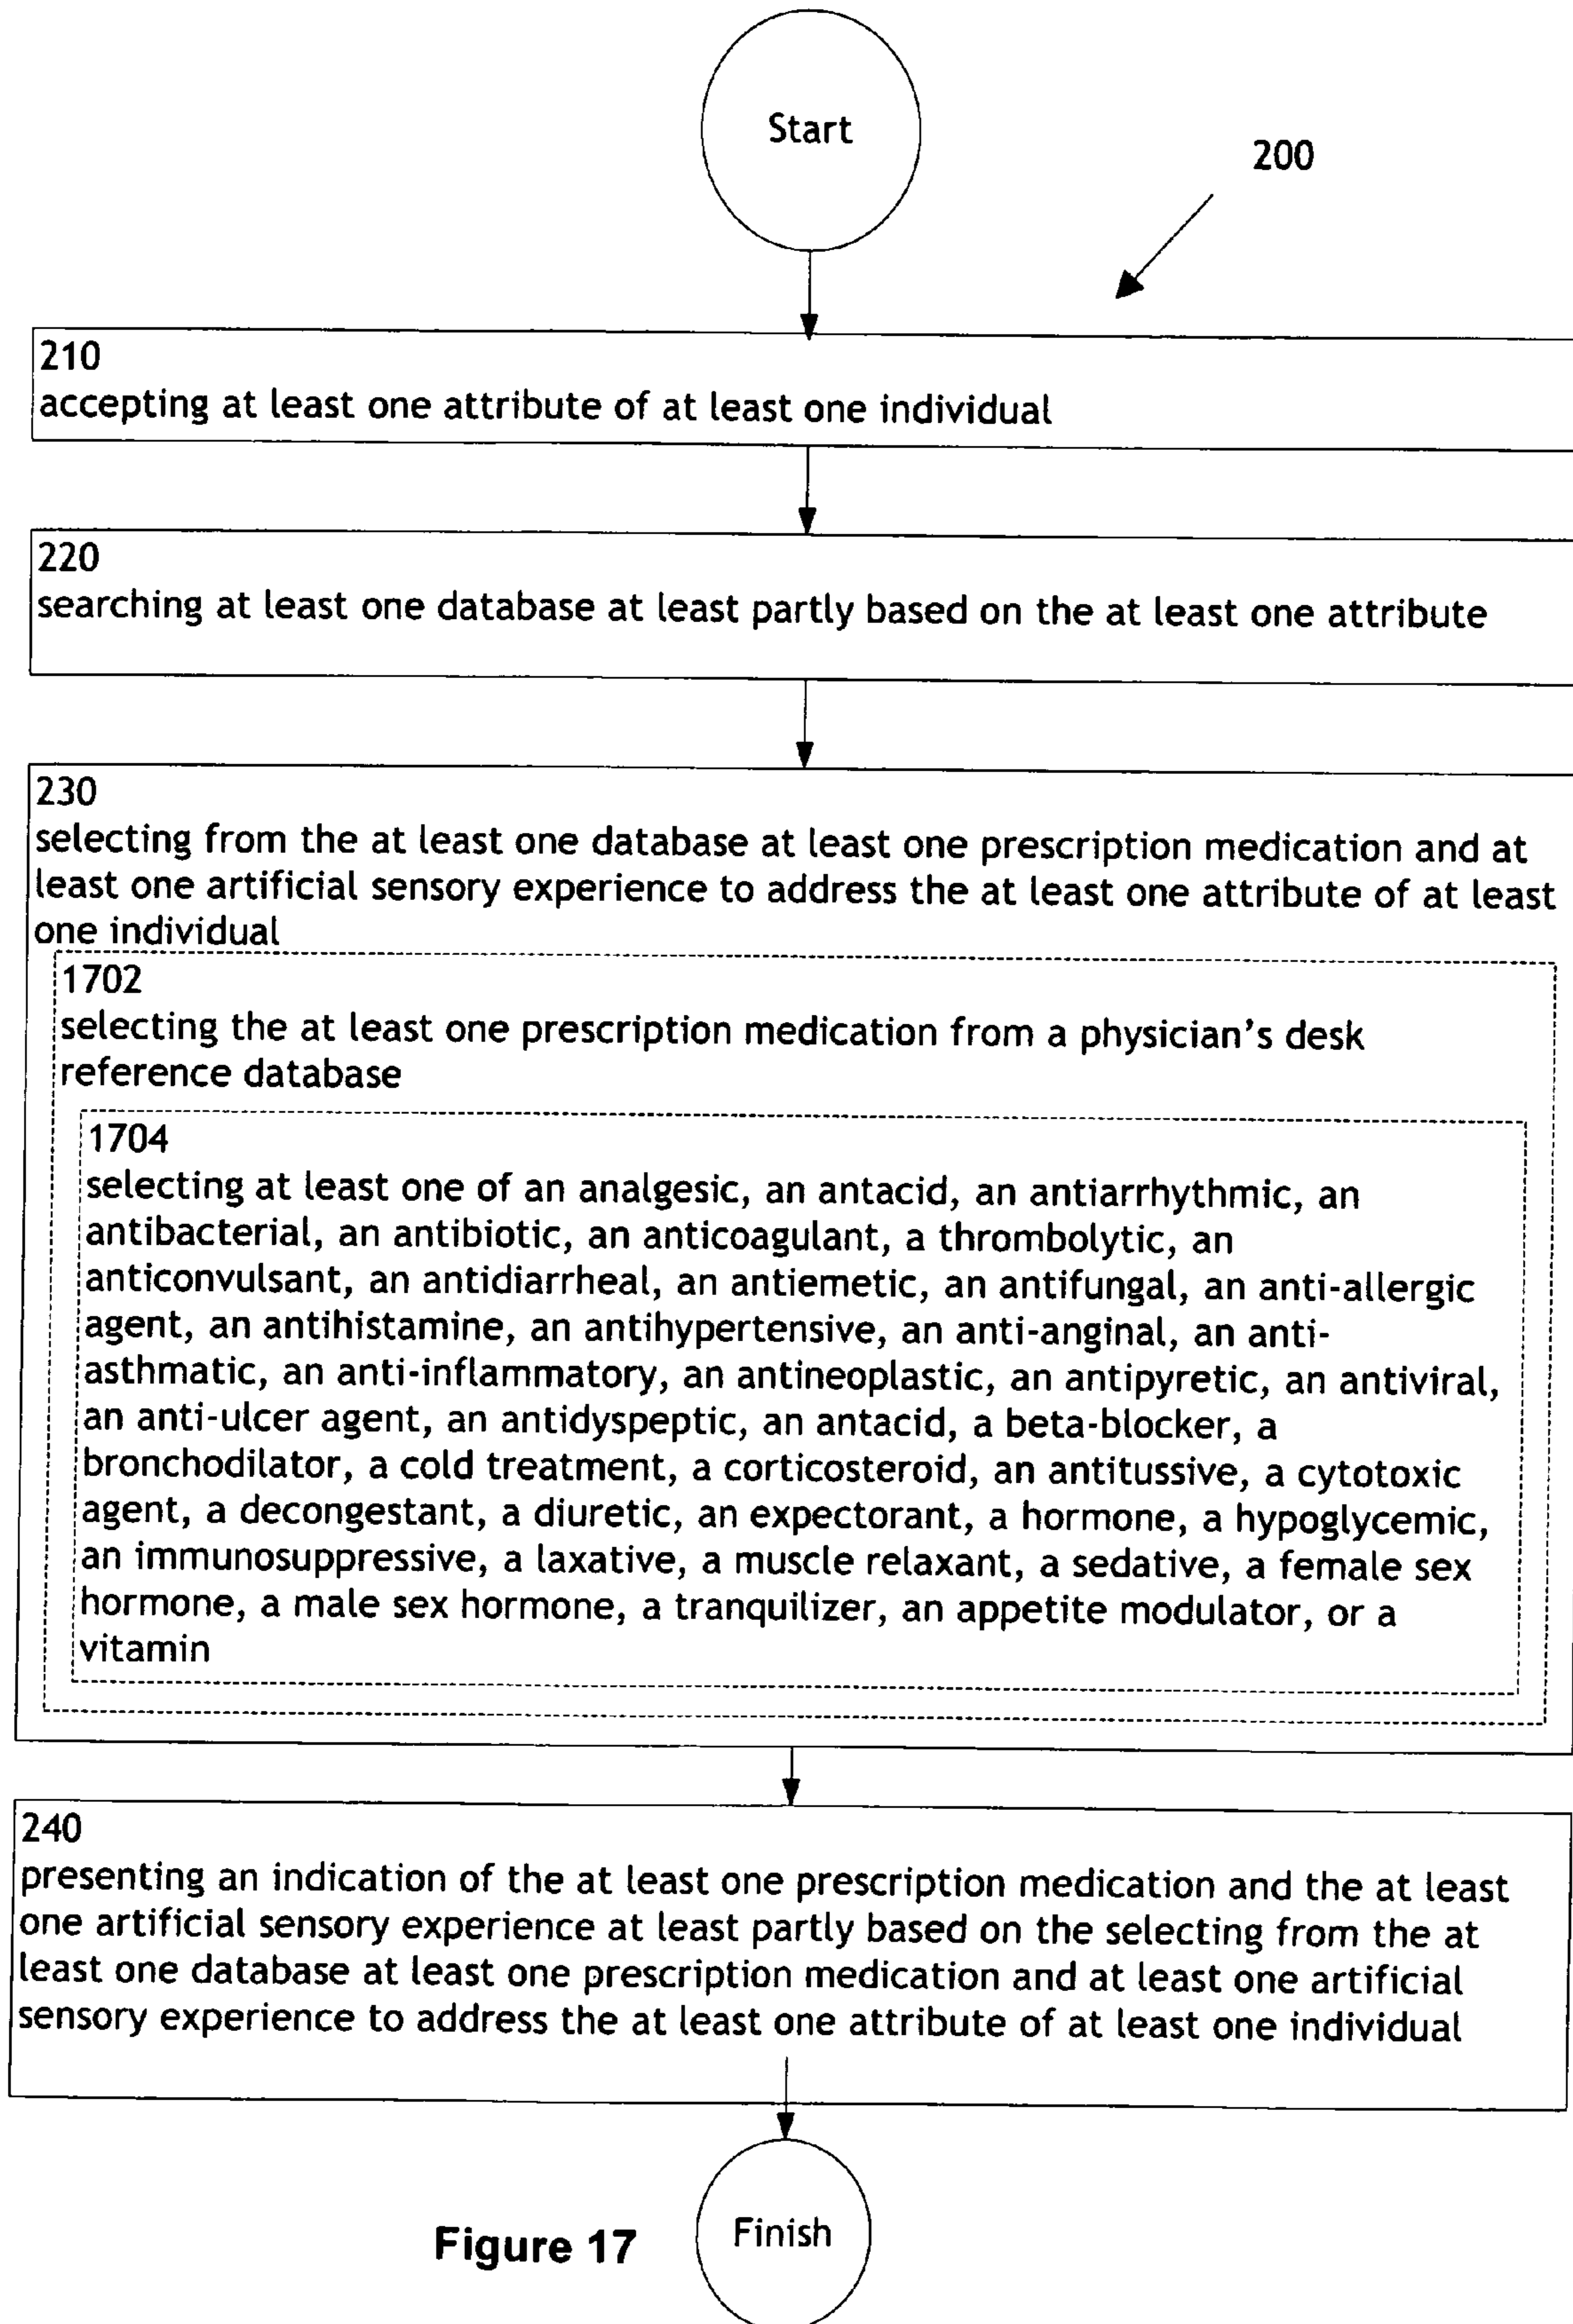 Start
200
210
accepting at least one attribute of at least one individual
220
searching at least one database at least partly based on the at least one attribute
230
selecting from the at least one database at least one prescription medication and at
least one artificial sensory experience to address the at least one attribute of at least
one individual
1702
selecting the at least one prescription medication from a physician's desk
reference database
1704
selecting at least one of an analgesic, an antacid, an antiarrhythmic, an
antibacterial, an antibiotic, an anticoagulant, a thrombolytic, an
anticonvulsant, an antidiarrheal, an antiemetic, an antifungal, an anti-allergic
agent, an antihistamine, an antihypertensive, an anti-anginal, an anti-
asthmatic, an anti-inflammatory, an antineoplastic, an antipyretic, an antiviral,
an anti-ulcer agent, an antidyspeptic, an antacid, a beta-blocker, a
bronchodilator, a cold treatment, a corticosteroid, an antitussive, a cytotoxic
agent, a decongestant, a diuretic, an expectorant, a hormone, a hypoglycemic,
an immunosuppressive, a laxative, a muscle relaxant, a sedative, a female sex
hormone, a male sex hormone, a tranquilizer, an appetite modulator, or a
vitamin
240
presenting an indication of the at least one prescription medication and the at least
one artificial sensory experience at least partly based on the selecting from the at
least one database at least one prescription medication and at least one artificial
sensory experience to address the at least one attribute of at least one individual
Finish
Figure 17